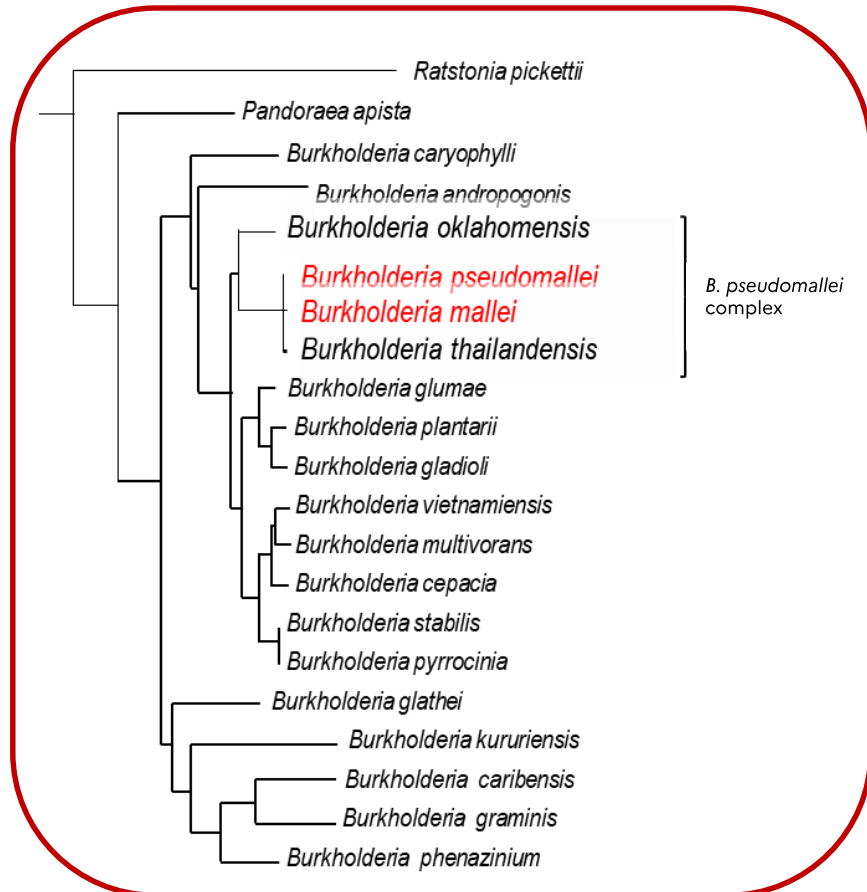 Ratstonia pickettii
Pandoraea apista
Burkholderia caryophylli
Burkholderia andropogonis
Burkholderia oklahomensis
Burkholderia pseudomallei
Burkholderia mallei
Burkholderia thailandensis
B. pseudomallei
complex
Burkholderia glumae
Burkholderia plantarii
Burkholderia gladioli
Burkholderia vietnamiensis
Burkholderia multivorans
Burkholderia cepacia
Burkholderia stabilis
Burkholderia pyrrocinia
Burkholderia glathei
Burkholderia kururiensis
Burkholderia caribensis
Burkholderia graminis
Burkholderia phenazinium